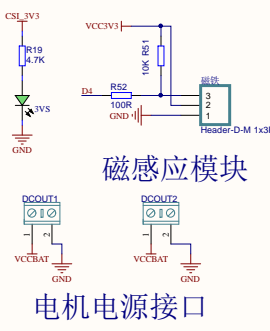 CSI_3V3
R19
4.7K
3VS
GND
VCC3V3
10K R51
D4
R52
100R
GND
磁铁
3
2
1
Header-D-M 1x3
磁感应模块
DCOUT1
1
2
VCCBAT
GND
DCOUT2
1
2
VCCBAT
GND
电机电源接口